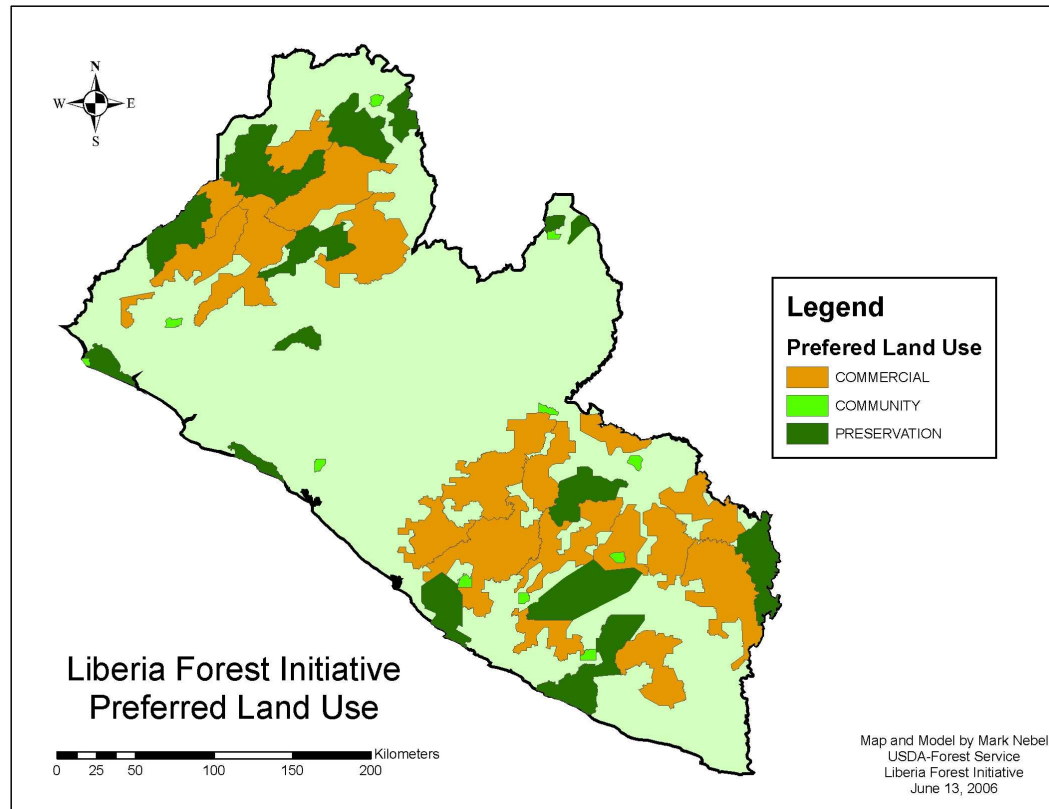 N
W E
S
Legend
Prefered Land Use
COMMERCIAL
COMMUNITY
PRESERVATION
Liberia Forest Initiative
Preferred Land Use
Kilometers
0 25 50 100 150 200
Map and Model by Mark Nebel
USDA-Forest Service
Liberia Forest Initiative
June 13, 2006